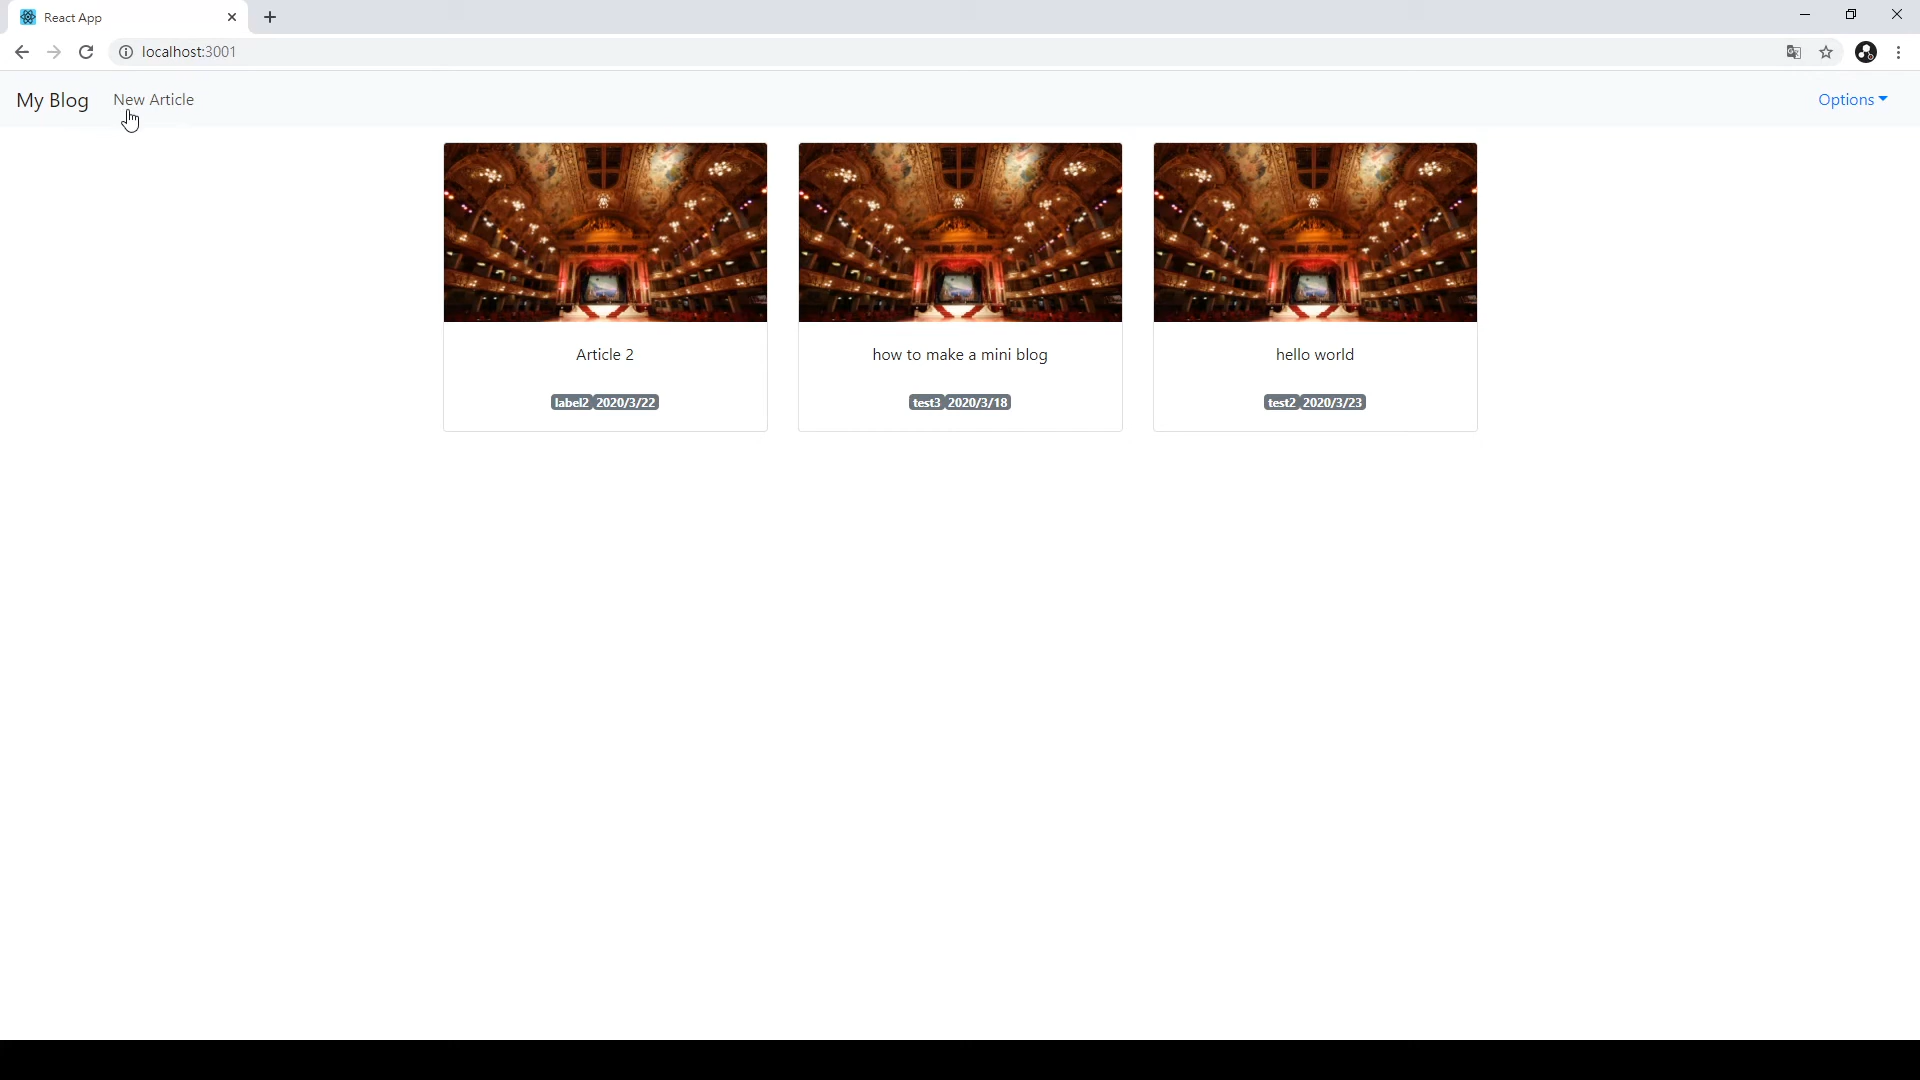 React App
localhost:3001
My Blog New Article Options
Article 2
label2 2020/3/22
how to make a mini blog
test3 2020/3/18
hello world
test2 2020/3/23